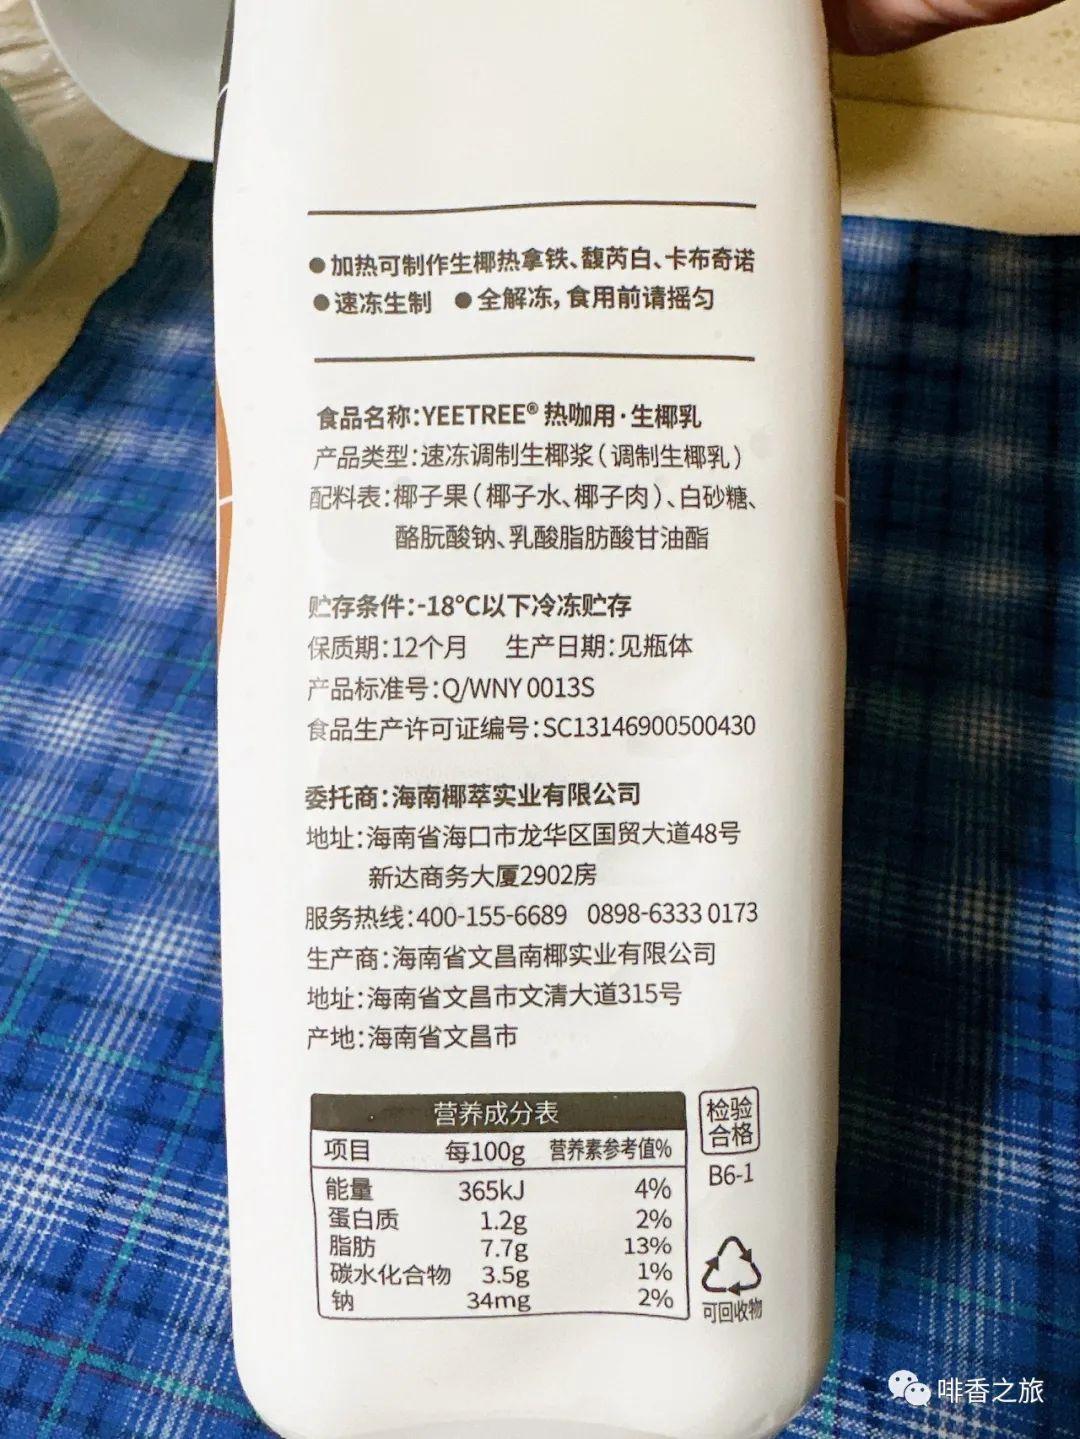 ●加热可制作生椰热拿铁、馥芮白、卡布奇诺
●速冻生制 ●全解冻,食用前请摇匀
食品名称:YEETREE®热咖用·生椰乳
产品类型:速冻调制生椰浆(调制生椰乳)
配料表:椰子果(椰子水、椰子肉)、白砂糖、
酪朊酸钠、乳酸脂肪酸甘油酯
贮存条件:-18℃以下冷冻贮存
保质期:12个月 生产日期:见瓶体
产品标准号:Q/WNY 0013S
食品生产许可证编号:SC13146900500430
委托商:海南椰萃实业有限公司
地址:海南省海口市龙华区国贸大道48号
新达商务大厦2902房
服务热线:400-155-6689 0898-6333 0173
生产商:海南省文昌南椰实业有限公司
地址:海南省文昌市文清大道315号
产地:海南省文昌市
营养成分表
项目 每100g 营养素参考值%
能量 365kJ 4%
蛋白质 1.2g 2%
脂肪 7.7g 13%
碳水化合物 3.5g 1%
钠 34mg 2%
检验
合格
B6-1
可回收物
啡香之旅